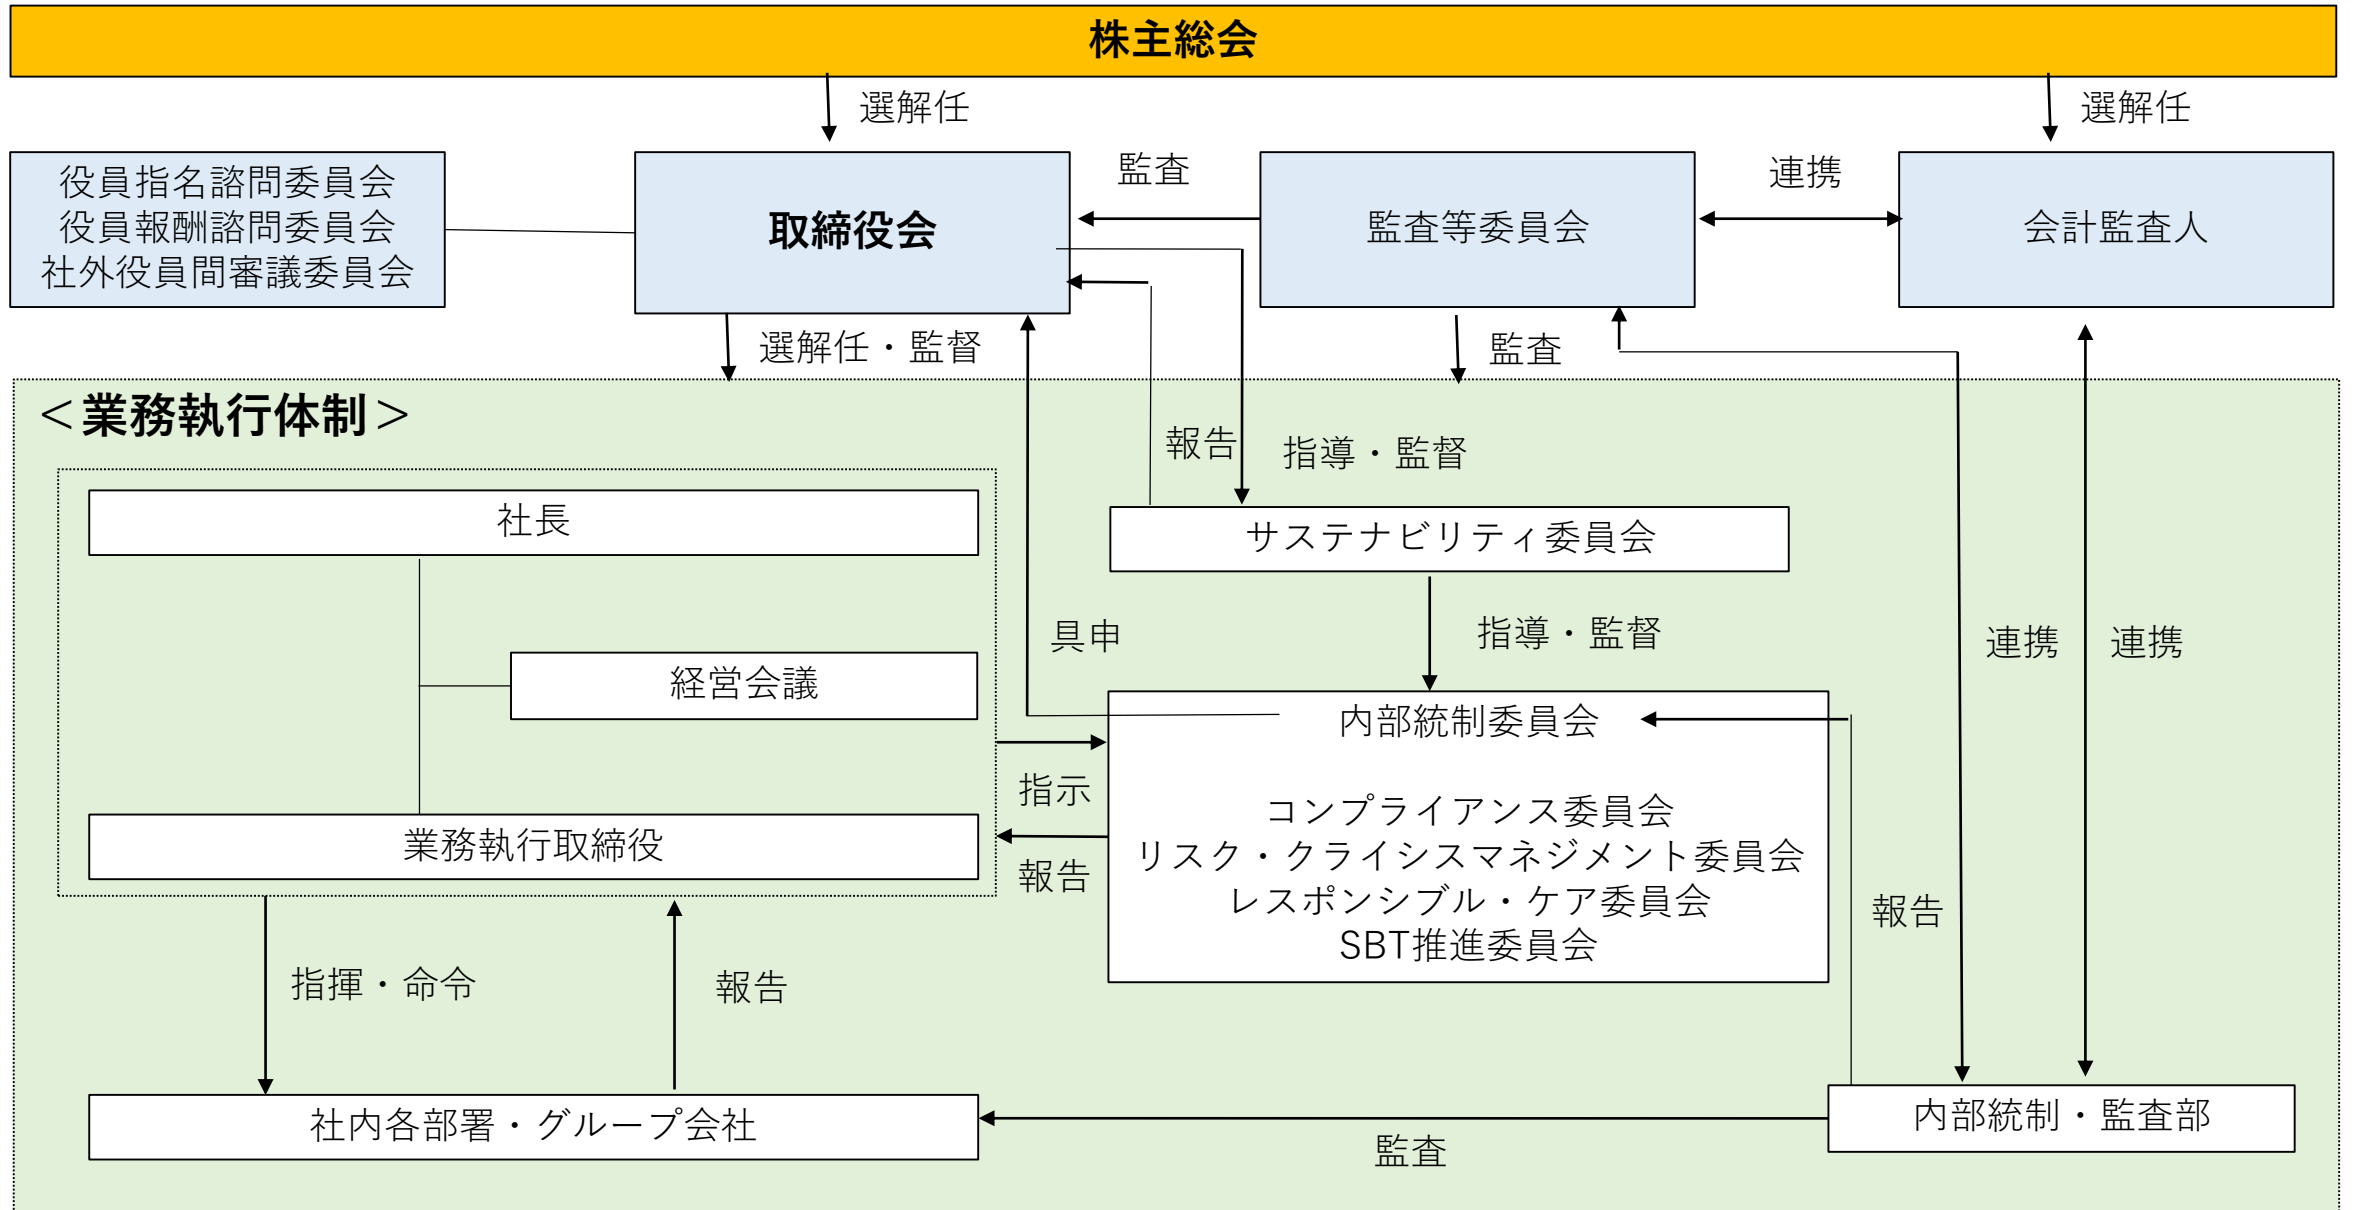 株主総会
選解任
選解任
役員指名諮問委員会
役員報酬諮問委員会
社外役員間審議委員会
取締役会
監査
監査等委員会
連携
会計監査人
選解任・監督
監査
＜業務執行体制＞
報告
指導・監督
社長
サステナビリティ委員会
具申
指導・監督
連携
連携
経営会議
内部統制委員会
指示
コンプライアンス委員会
リスク・クライシスマネジメント委員会
レスポンシブル・ケア委員会
SBT推進委員会
業務執行取締役
報告
報告
指揮・命令
報告
社内各部署・グループ会社
監査
内部統制・監査部